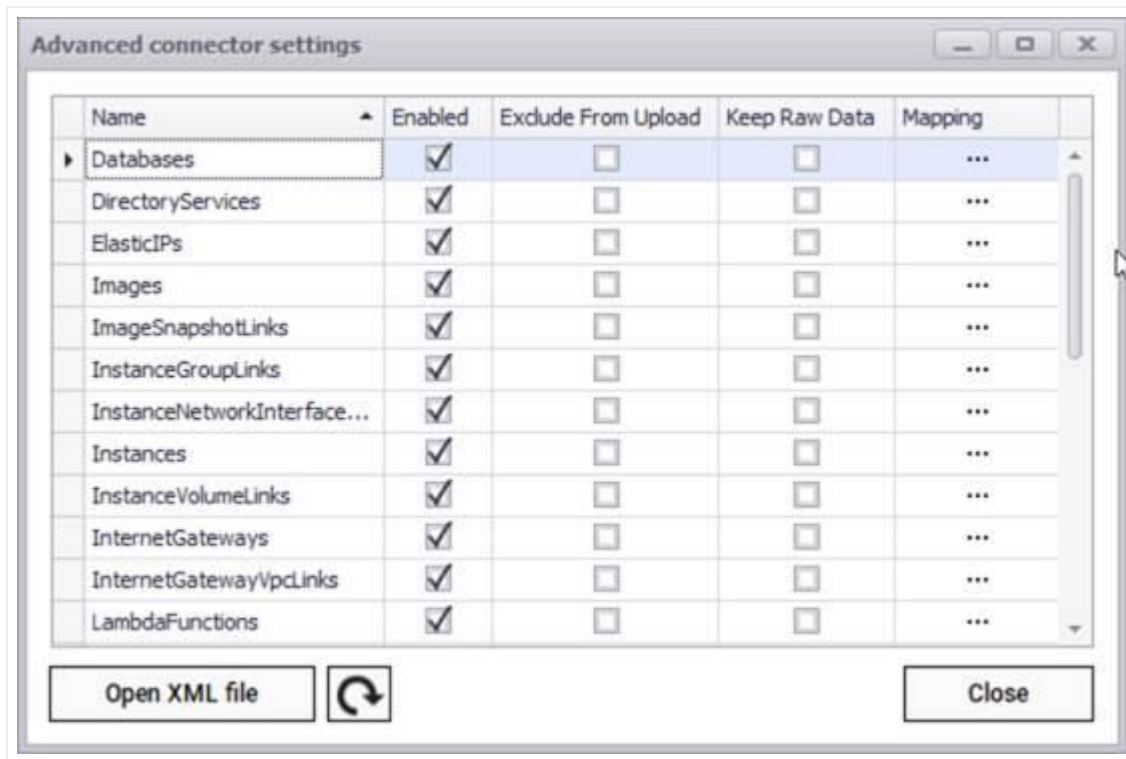 Advanced connector settings
Name Enabled Exclude From Upload Keep Raw Data Mapping
Databases ...
DirectoryServices ...
ElasticIPs ...
Images ...
ImageSnapshotLinks ...
InstanceGroupLinks ...
InstanceNetworkInterface... ...
Instances ...
InstanceVolumeLinks ...
InternetGateways ...
InternetGatewayVpcLinks ...
LambdaFunctions ...
Open XML file Close